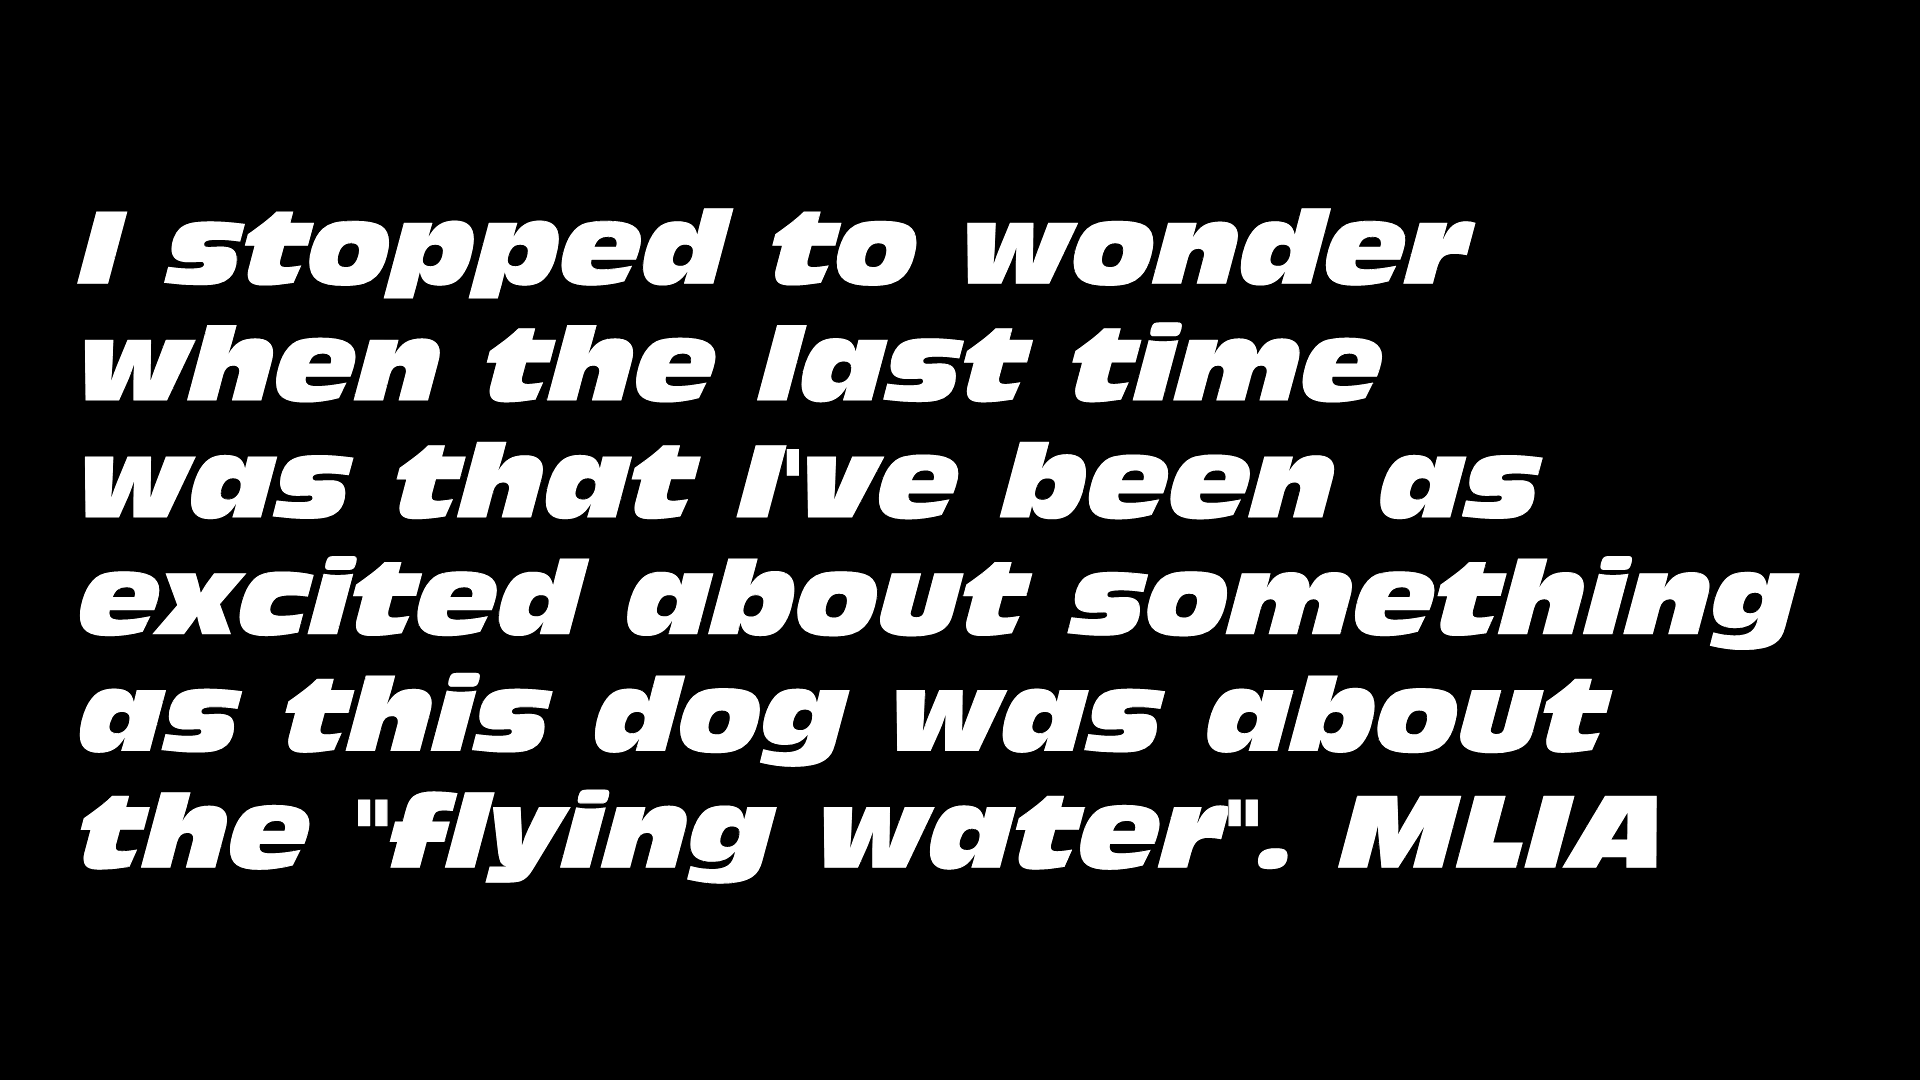 I stopped to wonder
when the last time
was that I've been as
excited about something
as this dog was about
the "flying water". MLIA